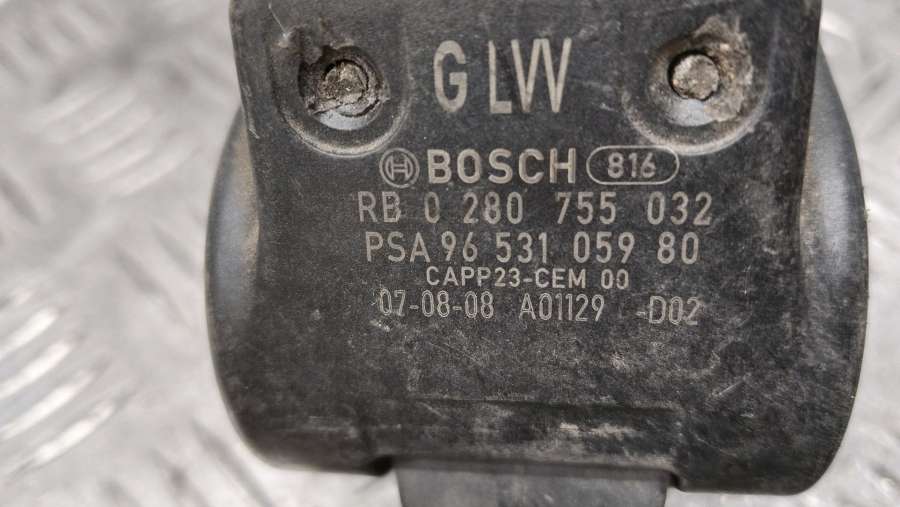 G LW
BOSCH 816
RB 0 280 755 032
PSA 96 531 059 80
CAPP23-CEM 00
07-08-08 A01129 -D02